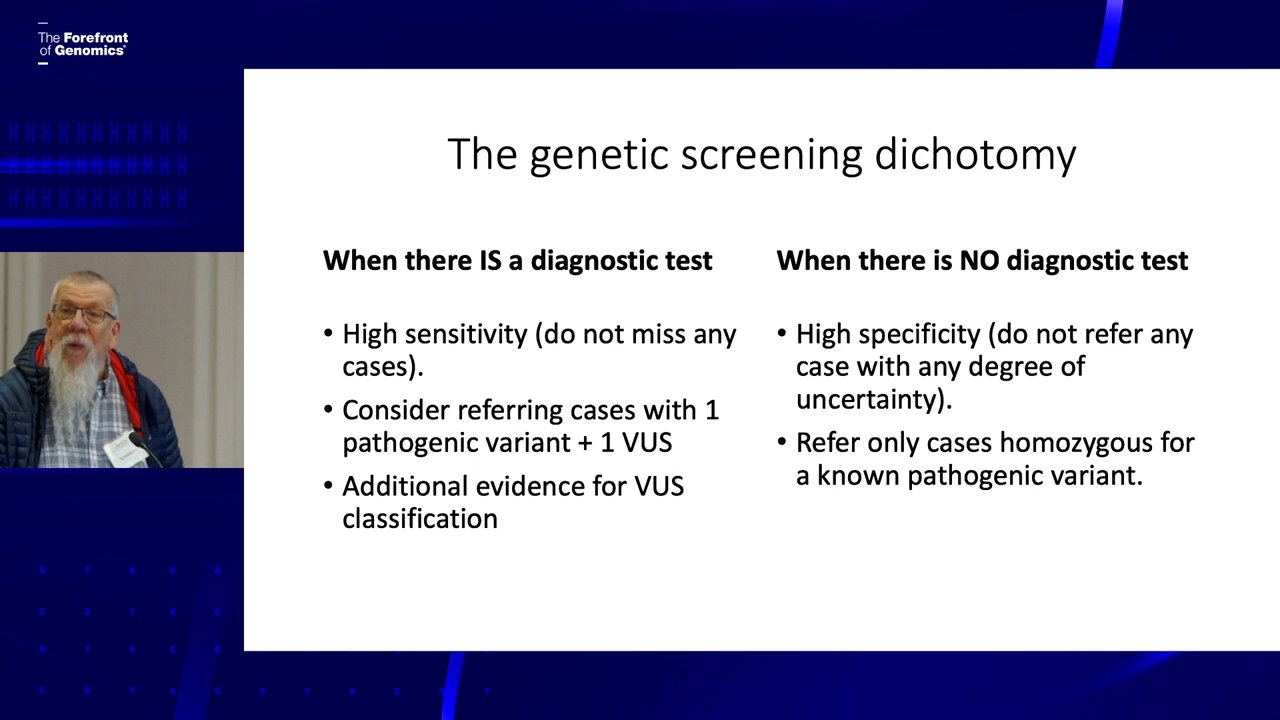 The Forefront
of Genomics®
The genetic screening dichotomy
When there IS a diagnostic test
• High sensitivity (do not miss any
cases).
• Consider referring cases with 1
pathogenic variant + 1 VUS
• Additional evidence for VUS
classification
When there is NO diagnostic test
• High specificity (do not refer any
case with any degree of
uncertainty).
• Refer only cases homozygous for
a known pathogenic variant.